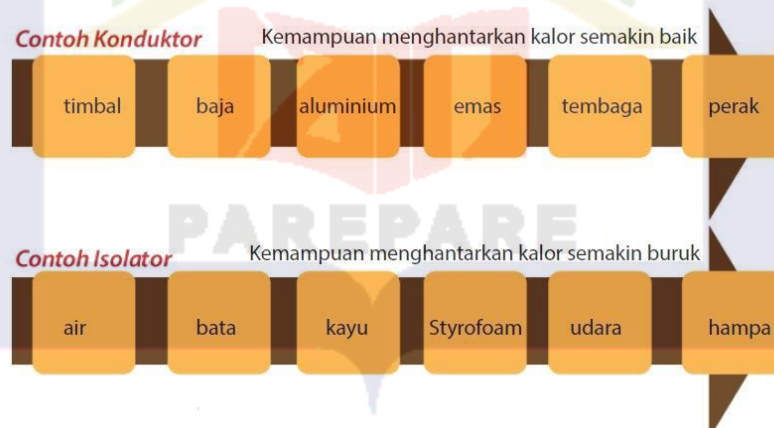 Contoh Konduktor Kemampuan menghantarkan kalor semakin baik
timbal baja aluminium emas tembaga perak
PAREPARE
Contoh Isolator Kemampuan menghantarkan kalor semakin buruk
air bata kayu Styrofoam udara hampa